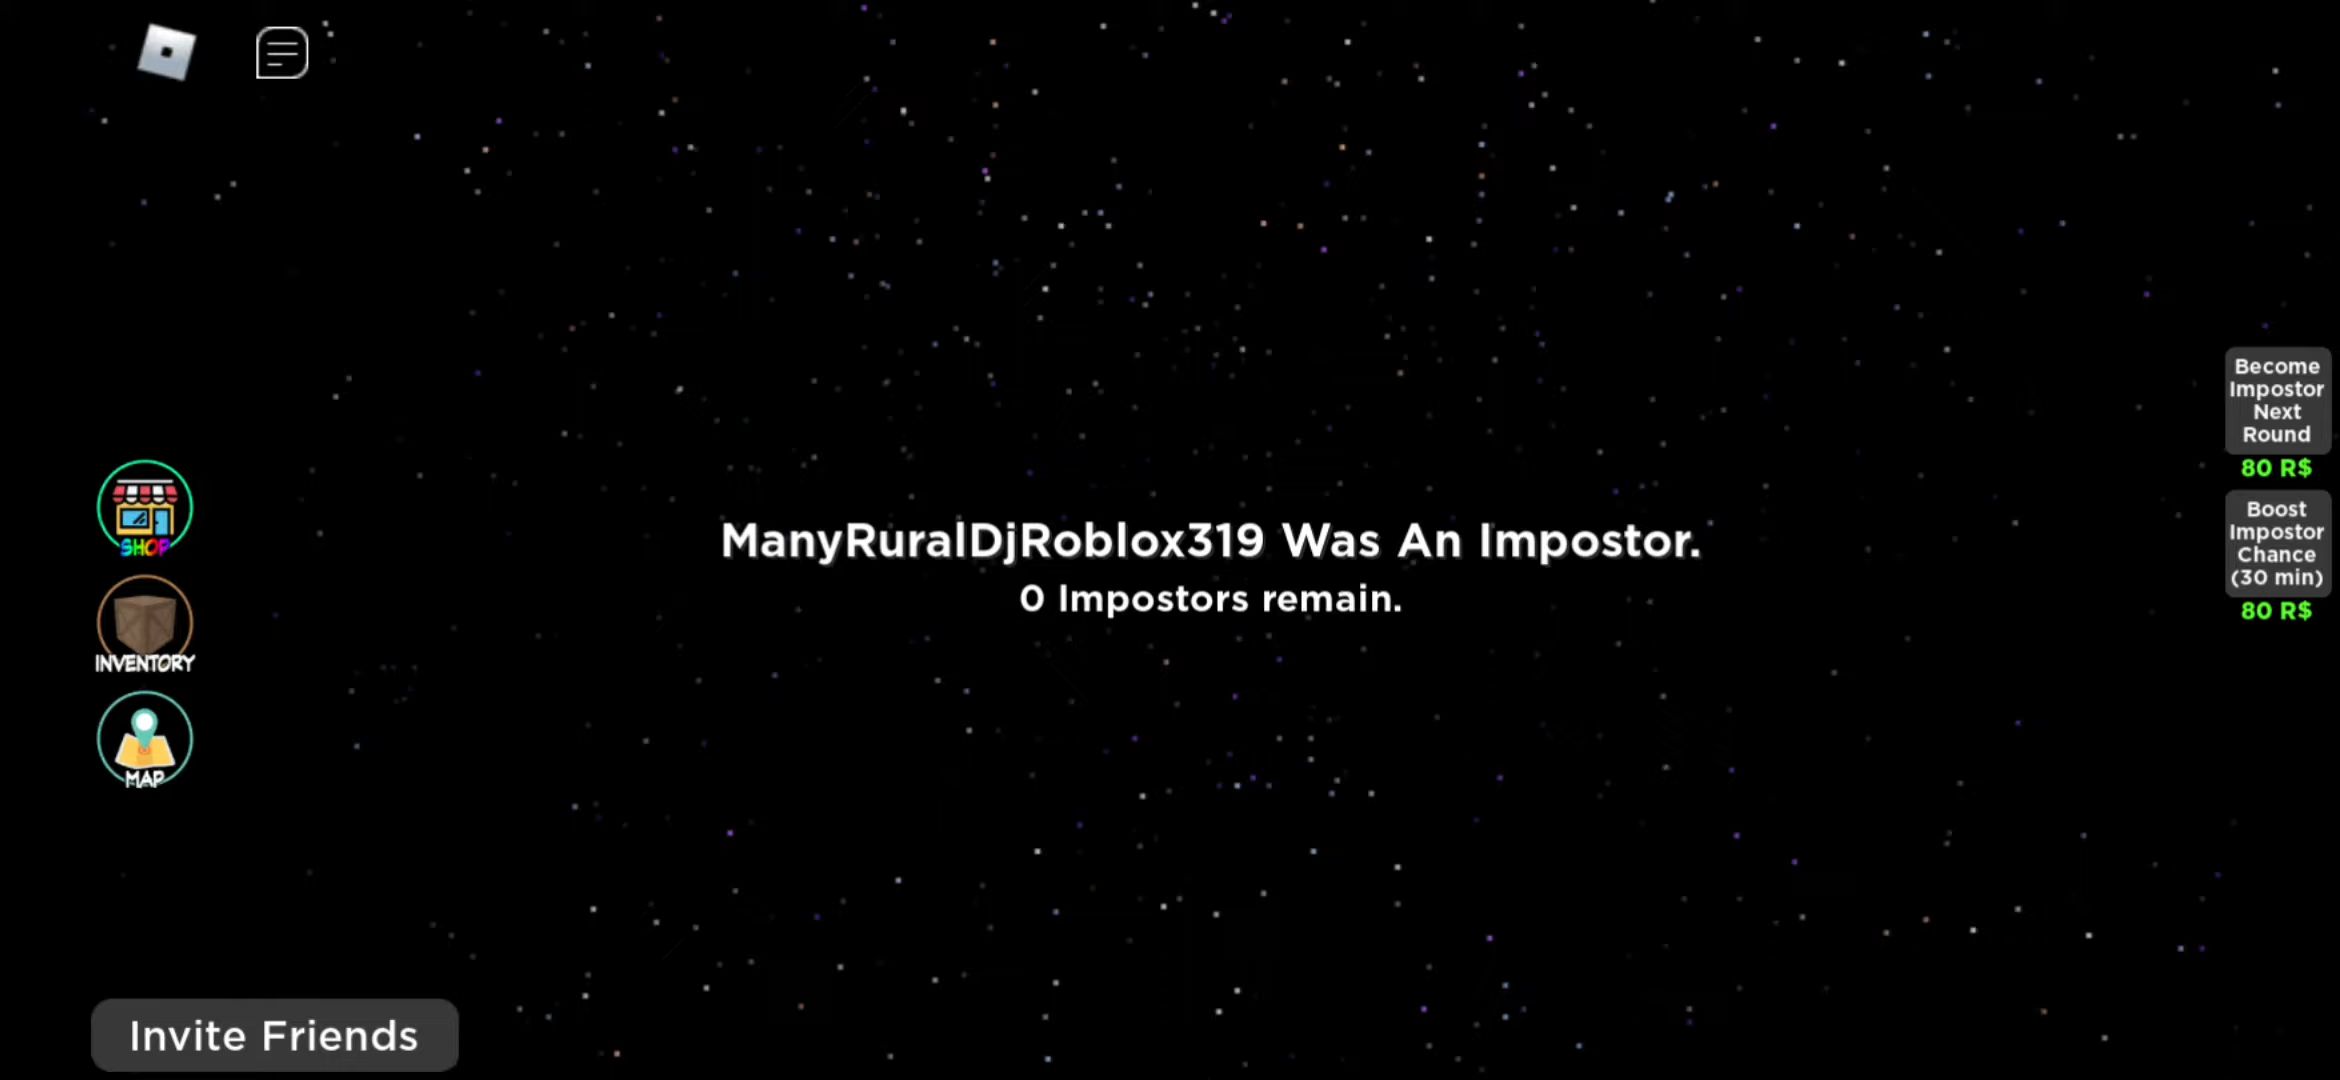 ManyRuralDjRoblox319 Was An Impostor.
0 Impostors remain.
SHOP
INVENTORY
MAP
Invite Friends
Become
Impostor
Next
Round
80 R$
Boost
Impostor
Chance
(30 min)
80 R$